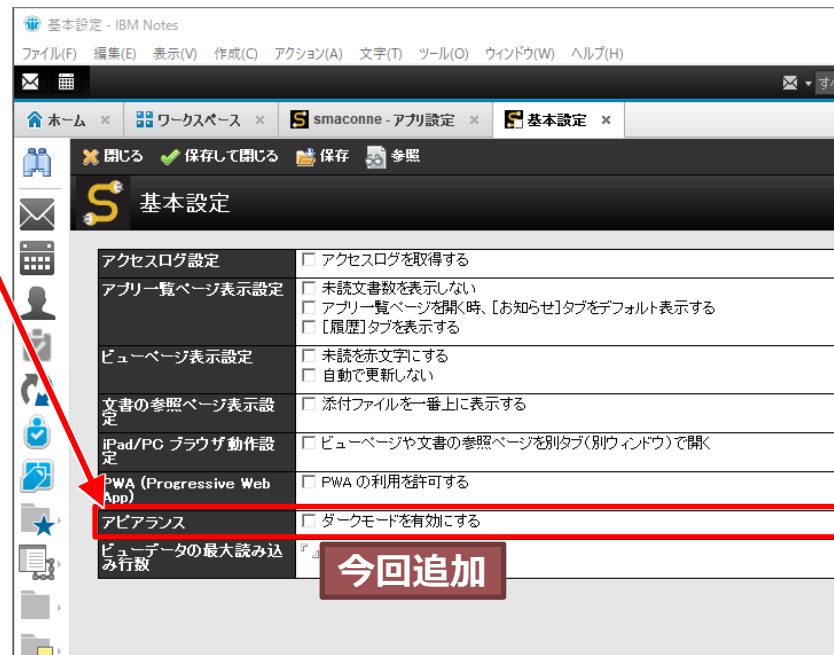 基本設定 - IBM Notes
ファイル(F) 編集(E) 表示(V) 作成(C) アクション(A) 文字(T) ツール(O) ウィンドウ(W) ヘルプ(H)
ホーム × ワークスペース × smaconne - アプリ設定 × 基本設定 ×
閉じる 保存して閉じる 保存 参照
基本設定
アクセスログ設定 アクセスログを取得する
アプリ一覧ページ表示設定 未読文書数を表示しない
アプリ一覧ページを開く時、[お知らせ]タブをデフォルト表示する
[履歴]タブを表示する
ビューページ表示設定 未読を赤文字にする
自動で更新しない
文書の参照ページ表示設 添付ファイルを一番上に表示する
定
iPad/PC ブラウザ動作設 ビューページや文書の参照ページを別タブ(別ウィンドウ)で開く
定
PWA (Progressive Web PWA の利用を許可する
App)
アピアランス ダークモードを有効にする
ビューデータの最大読み込 『 』
み行数
今回追加